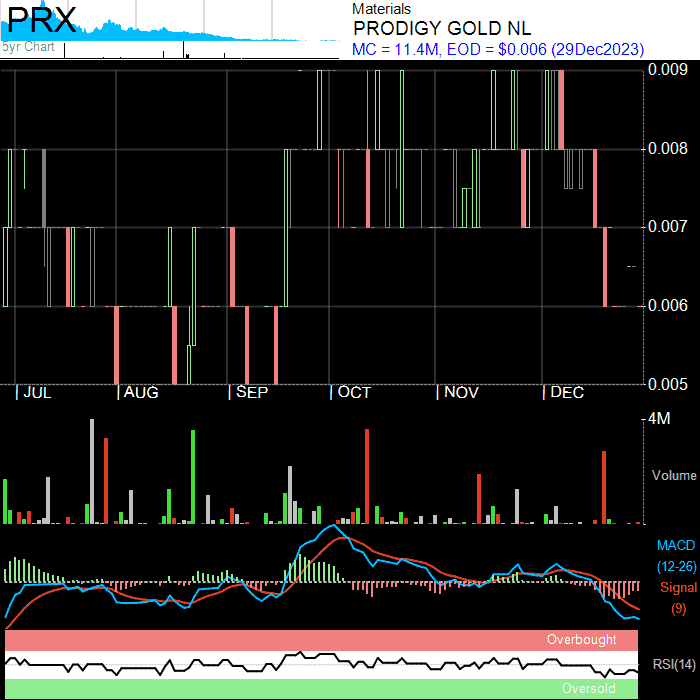 PRX
5yr Chart
Materials
PRODIGY GOLD NL
MC = 11.4M, EOD = $0.006 (29Dec2023)
0.009
0.008
0.007
0.006
0.005
JUL
AUG
SEP
OCT
NOV
DEC
4M
Volume
MACD
(12-26)
Signal
(9)
Overbought
RSI(14)
Oversold